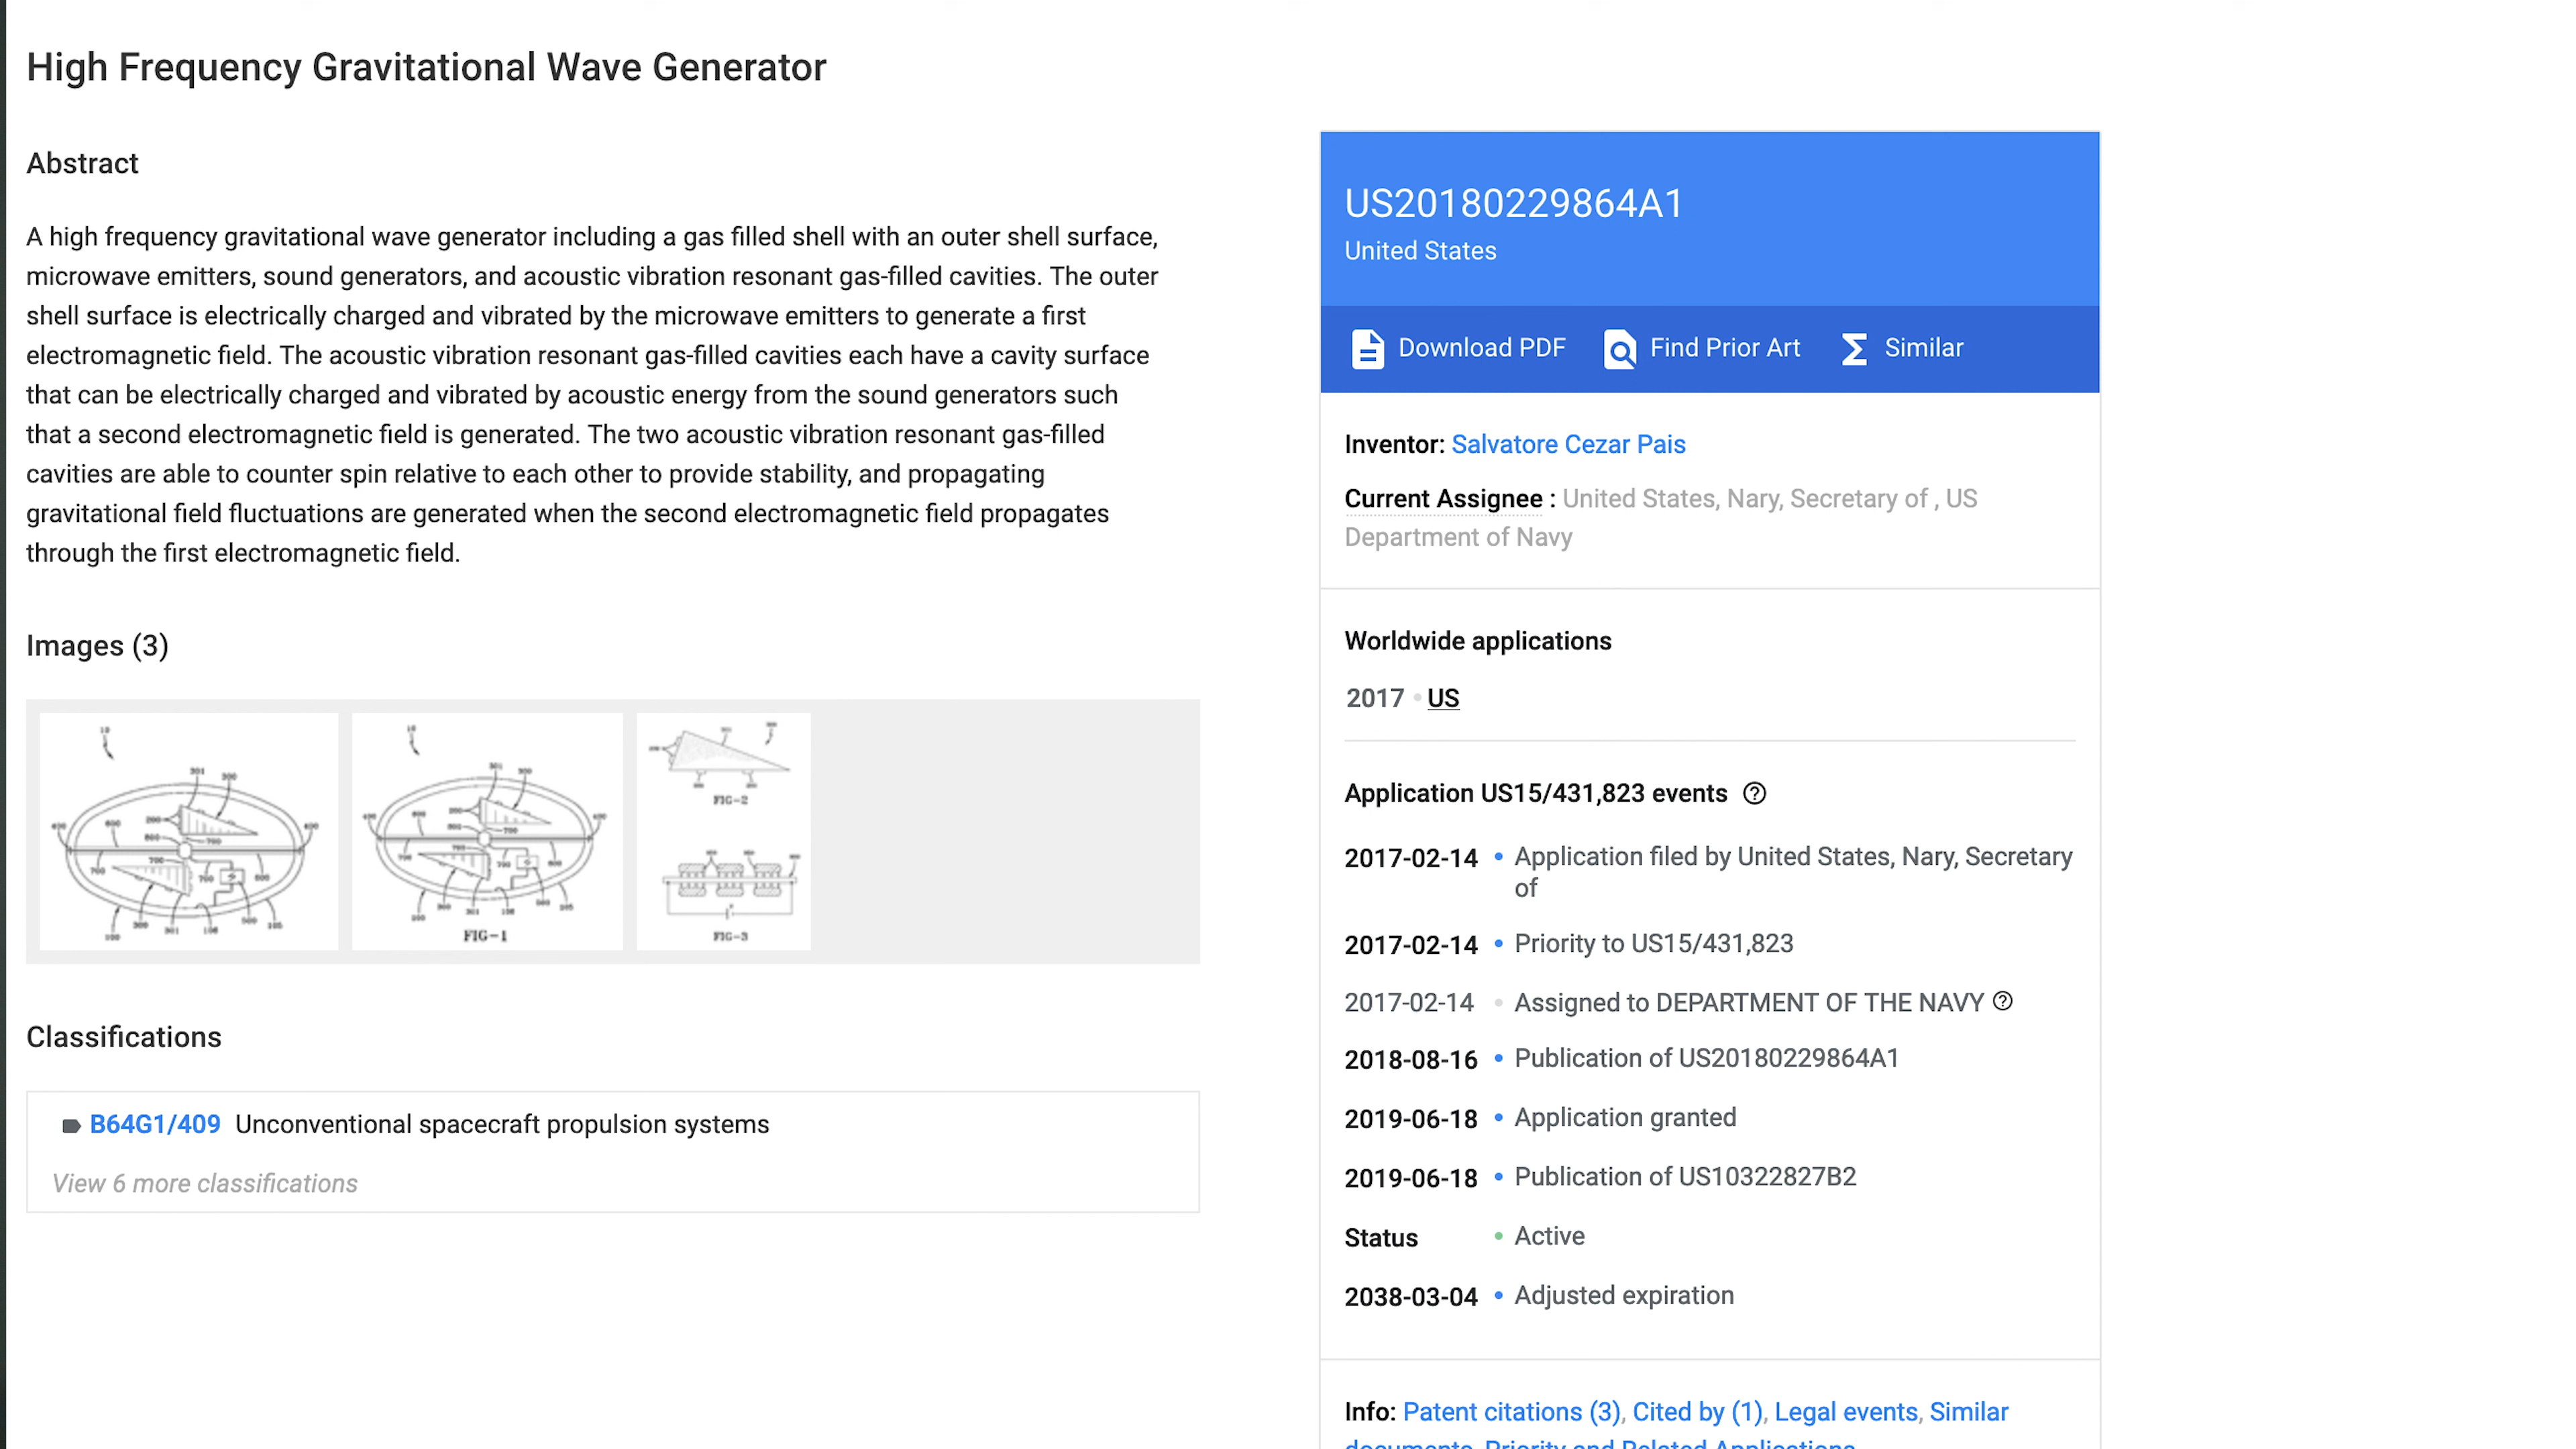 High Frequency Gravitational Wave Generator
Abstract
A high frequency gravitational wave generator including a gas filled shell with an outer shell surface,
microwave emitters, sound generators, and acoustic vibration resonant gas-filled cavities. The outer
shell surface is electrically charged and vibrated by the microwave emitters to generate a first
electromagnetic field. The acoustic vibration resonant gas-filled cavities each have a cavity surface
that can be electrically charged and vibrated by acoustic energy from the sound generators such
that a second electromagnetic field is generated. The two acoustic vibration resonant gas-filled
cavities are able to counter spin relative to each other to provide stability, and propagating
gravitational field fluctuations are generated when the second electromagnetic field propagates
through the first electromagnetic field.
Images (3)
FIG-1
FIG-2
FIG-3
Classifications
B64G1/409 Unconventional spacecraft propulsion systems
View 6 more classifications
US20180229864A1
United States
Download PDF Find Prior Art Similar
Inventor: Salvatore Cezar Pais
Current Assignee : United States, Nary, Secretary of , US
Department of Navy
Worldwide applications
2017 US
Application US15/431,823 events
2017-02-14 Application filed by United States, Nary, Secretary
of
2017-02-14 Priority to US15/431,823
2017-02-14 Assigned to DEPARTMENT OF THE NAVY
2018-08-16 Publication of US20180229864A1
2019-06-18 Application granted
2019-06-18 Publication of US10322827B2
Status Active
2038-03-04 Adjusted expiration
Info: Patent citations (3), Cited by (1), Legal events, Similar
documents, Priority and Related Applications